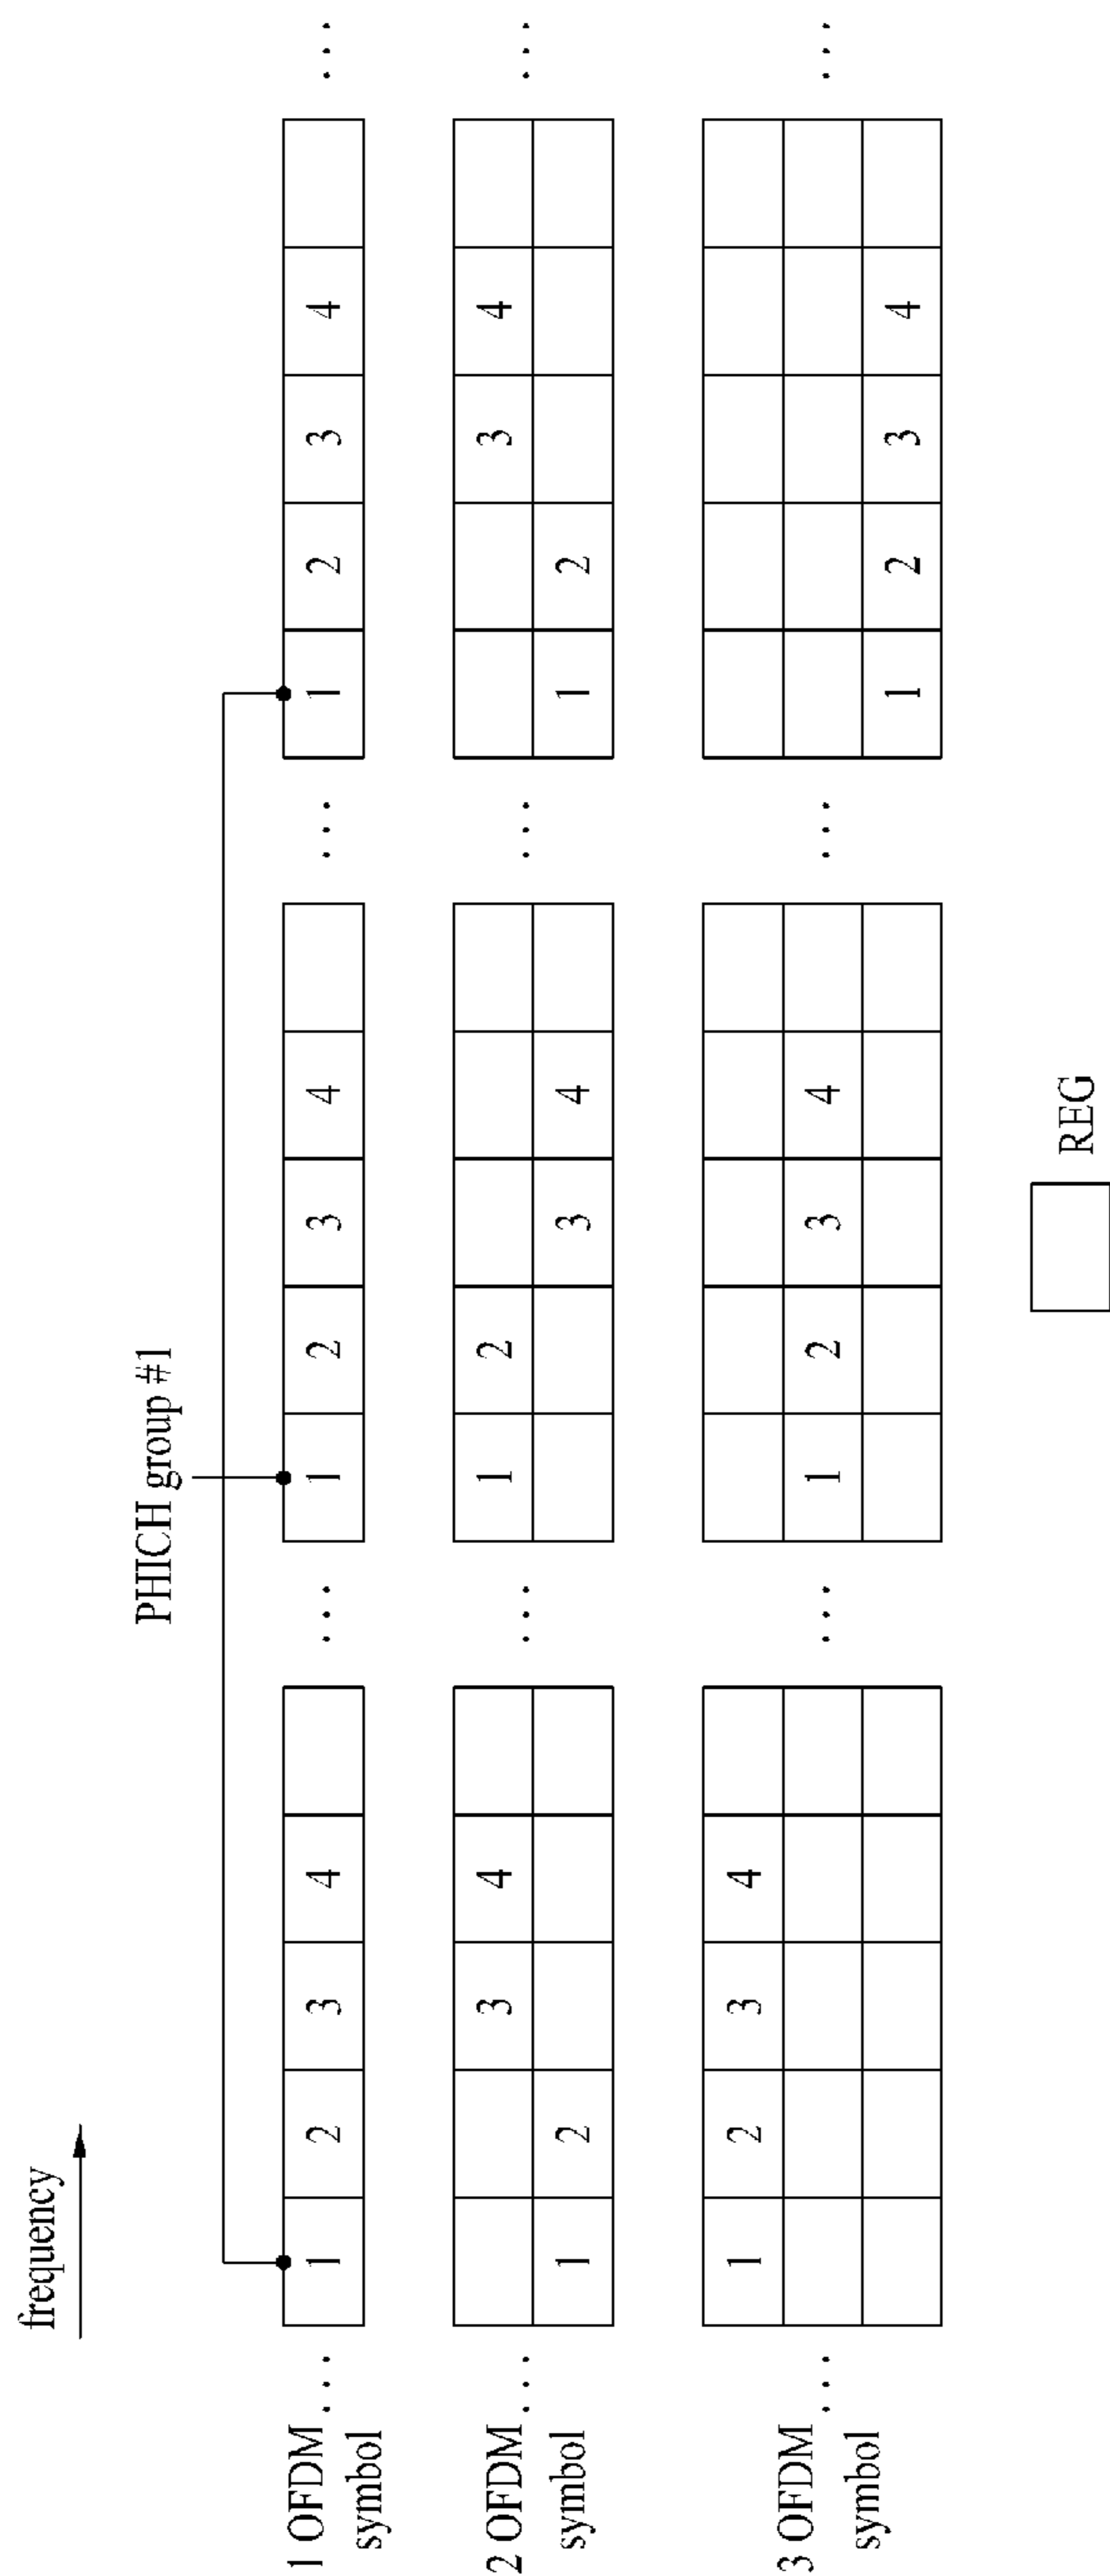 frequency
PHICH group #1
1 OFDM
symbol
... 1 2 3 4 ... 1 2 3 4 ... 1 2 3 4 ...
2 OFDM
symbol
... 3 4 ... 1 2 ... 3 4 ...
1 2 3 4 1 2
3 OFDM
symbol
1 2 3 4
... ... 1 2 3 4 ... ...
1 2 3 4
REG